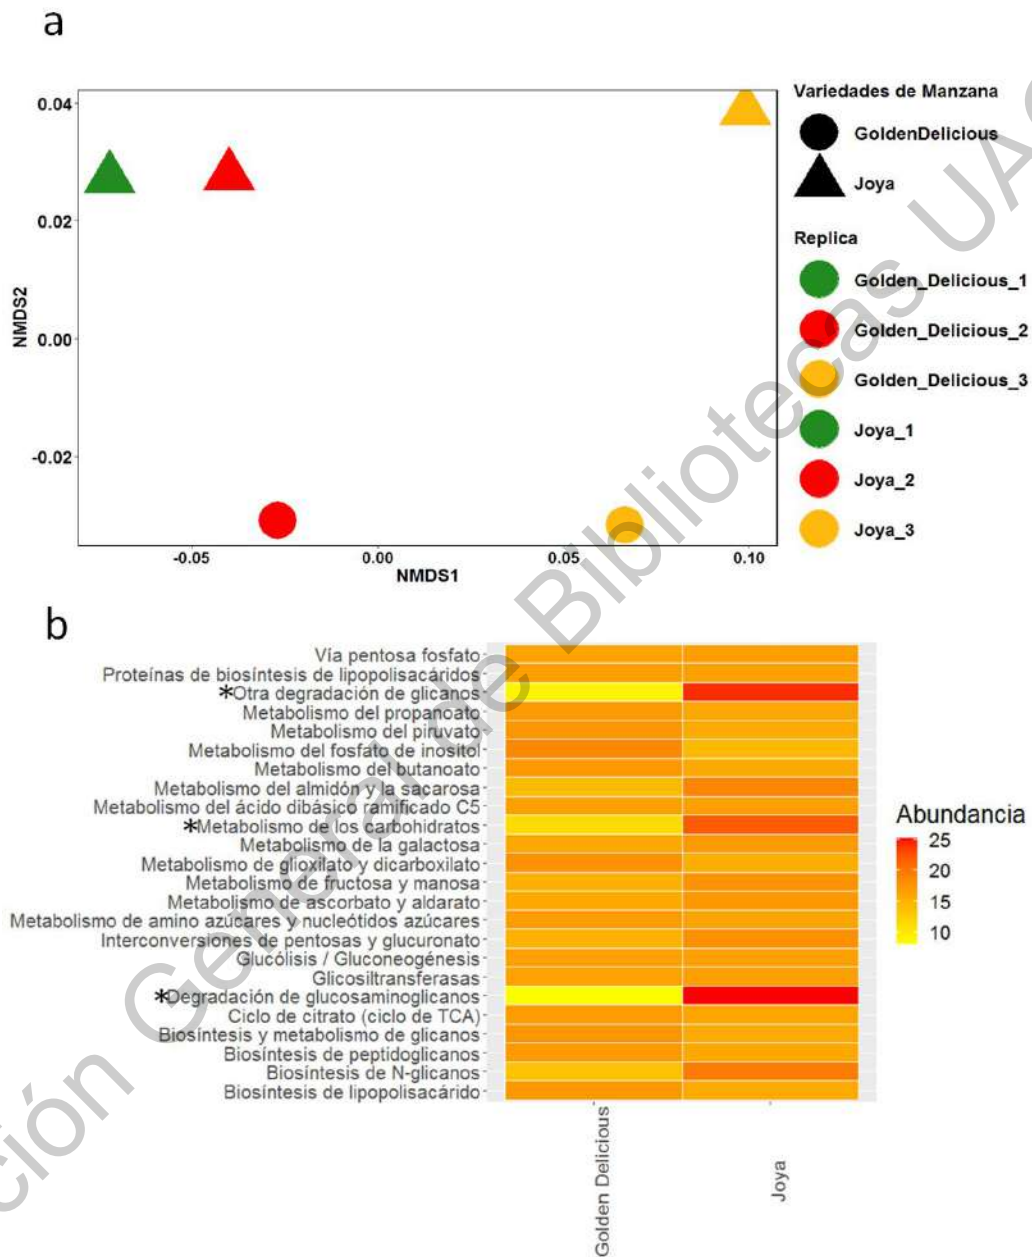 a
Variedades de Manzana
GoldenDelicious
Joya
Replica
Golden_Delicious_1
Golden_Delicious_2
Golden_Delicious_3
Joya_1
Joya_2
Joya_3
0.04
0.02
0.00
-0.02
NMDS2
-0.05
0.00
0.05
0.10
NMDS1
b
Vía pentosa fosfato
Proteínas de biosíntesis de lipopolisacáridos
*Otra degradación de glicanos
Metabolismo del propanoato
Metabolismo del piruvato
Metabolismo del fosfato de inositol
Metabolismo del butanoato
Metabolismo del almidón y la sacarosa
Metabolismo del ácido dibásico ramificado C5
*Metabolismo de los carbohidratos
Metabolismo de la galactosa
Metabolismo de glioxilato y dicarboxilato
Metabolismo de fructosa y manosa
Metabolismo de ascorbato y aldarato
Metabolismo de amino azúcares y nucleótidos azúcares
Interconversiones de pentosas y glucuronato
Glucólisis / Gluconeogénesis
Glicosiltransferasas
*Degradación de glucosaminoglicanos
Ciclo de citrato (ciclo de TCA)
Biosíntesis y metabolismo de glicanos
Biosíntesis de peptidoglicanos
Biosíntesis de N-glicanos
Biosíntesis de lipopolisacárido
Golden Delicious
Joya
Abundancia
25
20
15
10
ción General de Bibliotecas UA